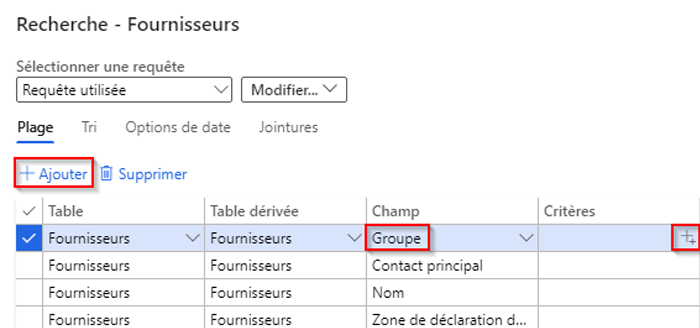 Recherche - Fournisseurs
Sélectionner une requête
Requête utilisée Modifier...
Plage Tri Options de date Jointures
Ajouter Supprimer
Table Table dérivée Champ Critères
Fournisseurs Fournisseurs Groupe
Fournisseurs Fournisseurs Contact principal
Fournisseurs Fournisseurs Nom
Fournisseurs Fournisseurs Zone de déclaration d...